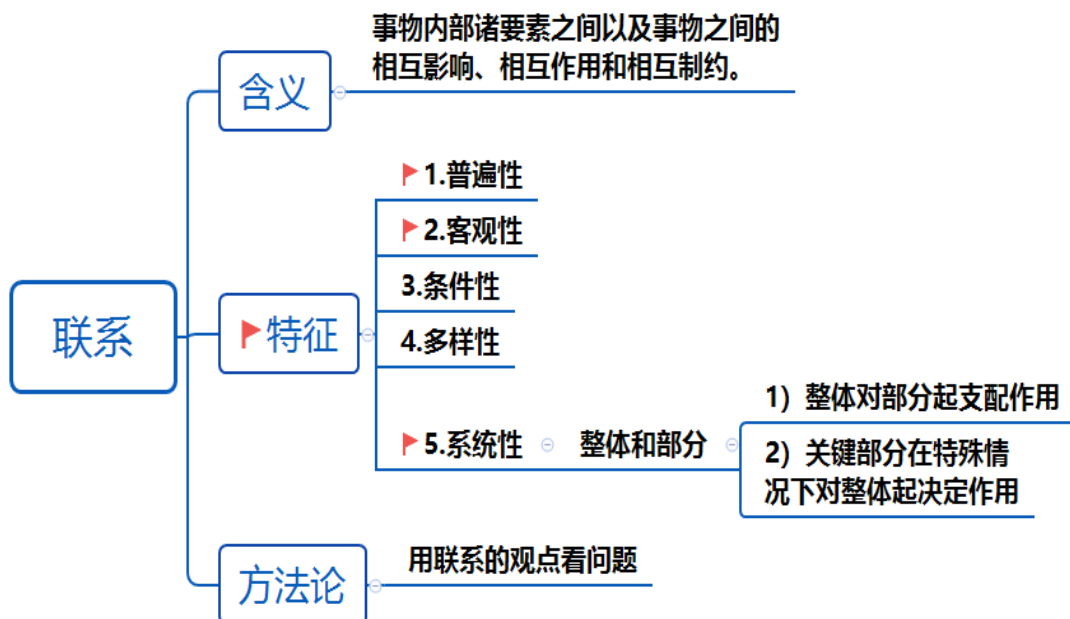 联系
含义
事物内部诸要素之间以及事物之间的
相互影响、相互作用和相互制约。
特征
1.普遍性
2.客观性
3.条件性
4.多样性
5.系统性
整体和部分
1）整体对部分起支配作用
2）关键部分在特殊情
况下对整体起决定作用
方法论
用联系的观点看问题